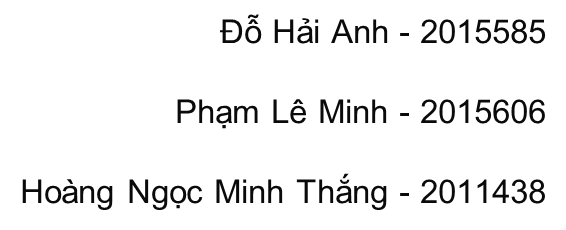 Đỗ Hải Anh - 2015585
Phạm Lê Minh - 2015606
Hoàng Ngọc Minh Thắng - 2011438